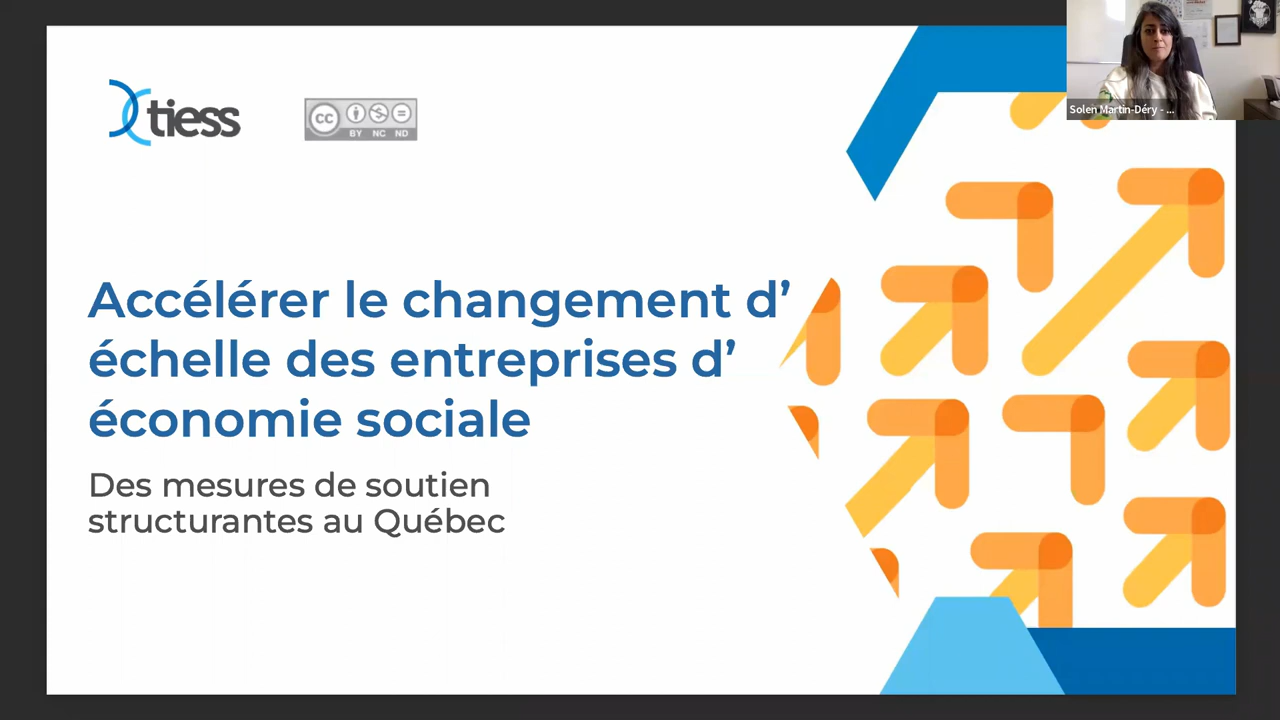 tiess
cc
BY NC ND
Solen Martin-Déry - ...
Accélérer le changement d’
échelle des entreprises d’
économie sociale
Des mesures de soutien
structurantes au Québec